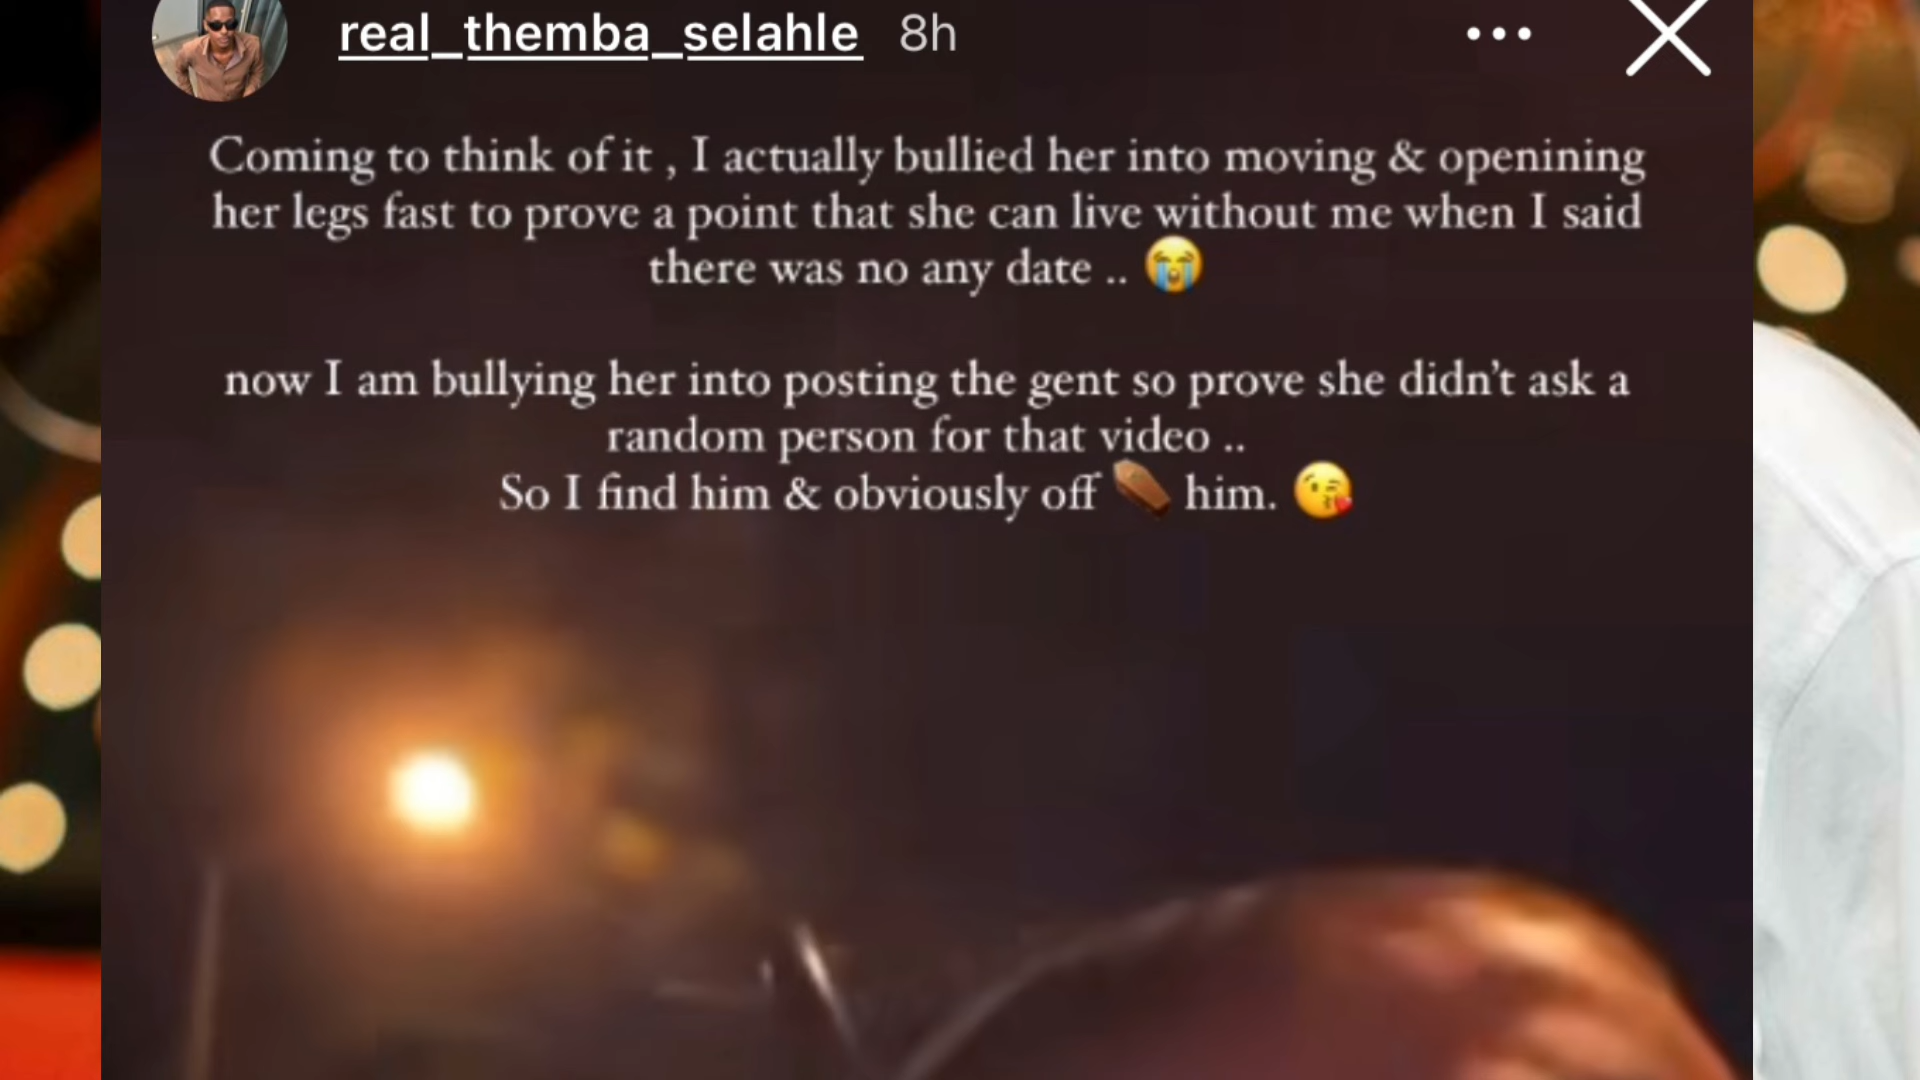 real_themba_selahle 8h
Coming to think of it , I actually bullied her into moving & openining
her legs fast to prove a point that she can live without me when I said
there was no any date .. 😭
now I am bullying her into posting the gent so prove she didn’t ask a
random person for that video ..
So I find him & obviously off ⚰️ him. 😘